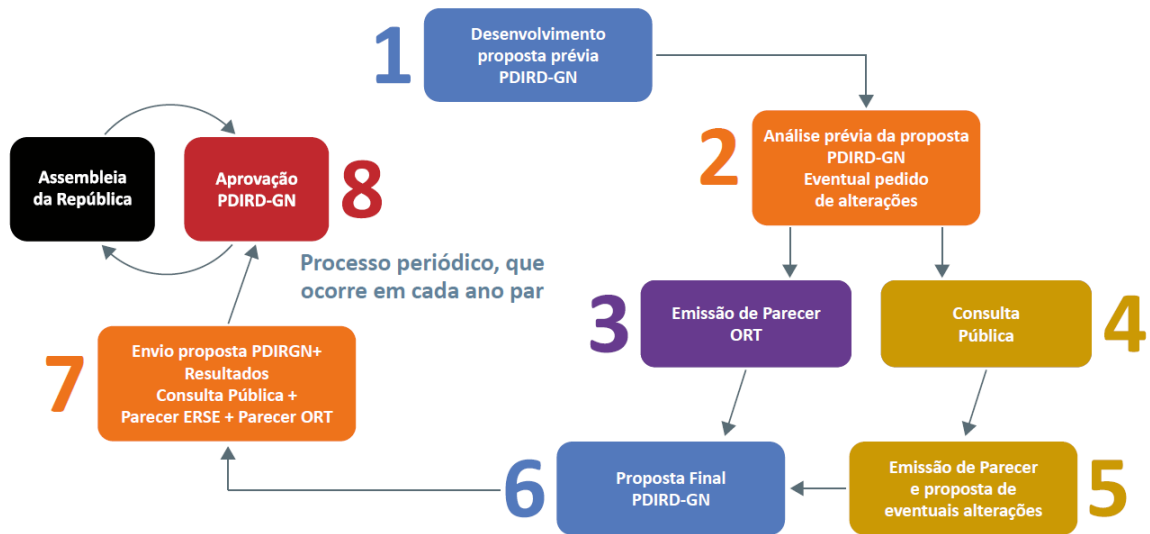 1
Desenvolvimento
proposta prévia
PDIRD-GN
2
Análise prévia da proposta
PDIRD-GN
Eventual pedido
de alterações
3
Emissão de Parecer
ORT
4
Consulta
Pública
5
Emissão de Parecer
e proposta de
eventuais alterações
6
Proposta Final
PDIRD-GN
7
Envio proposta PDIRGN+
Resultados
Consulta Pública +
Parecer ERSE + Parecer ORT
8
Aprovação
PDIRD-GN
Assembleia
da República
Processo periódico, que
ocorre em cada ano par